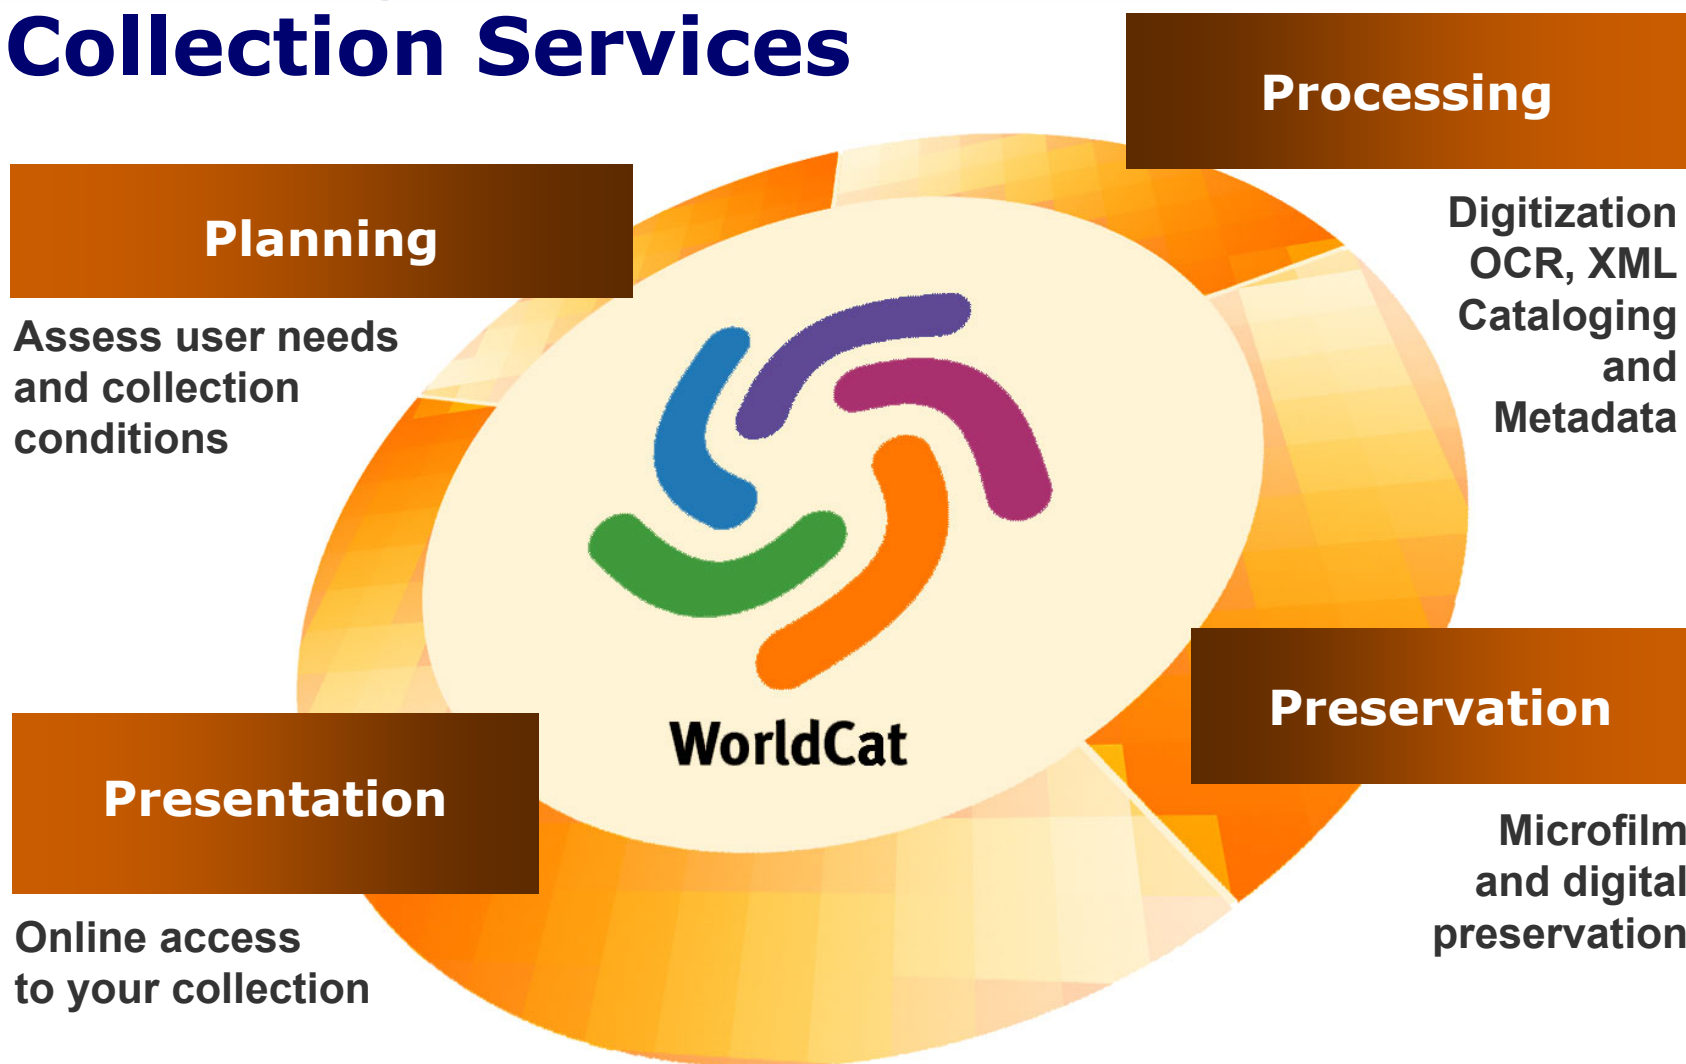 Collection Services
Planning
Assess user needs
and collection
conditions
Processing
Digitization
OCR, XML
Cataloging
and
Metadata
WorldCat
Presentation
Online access
to your collection
Preservation
Microfilm
and digital
preservation